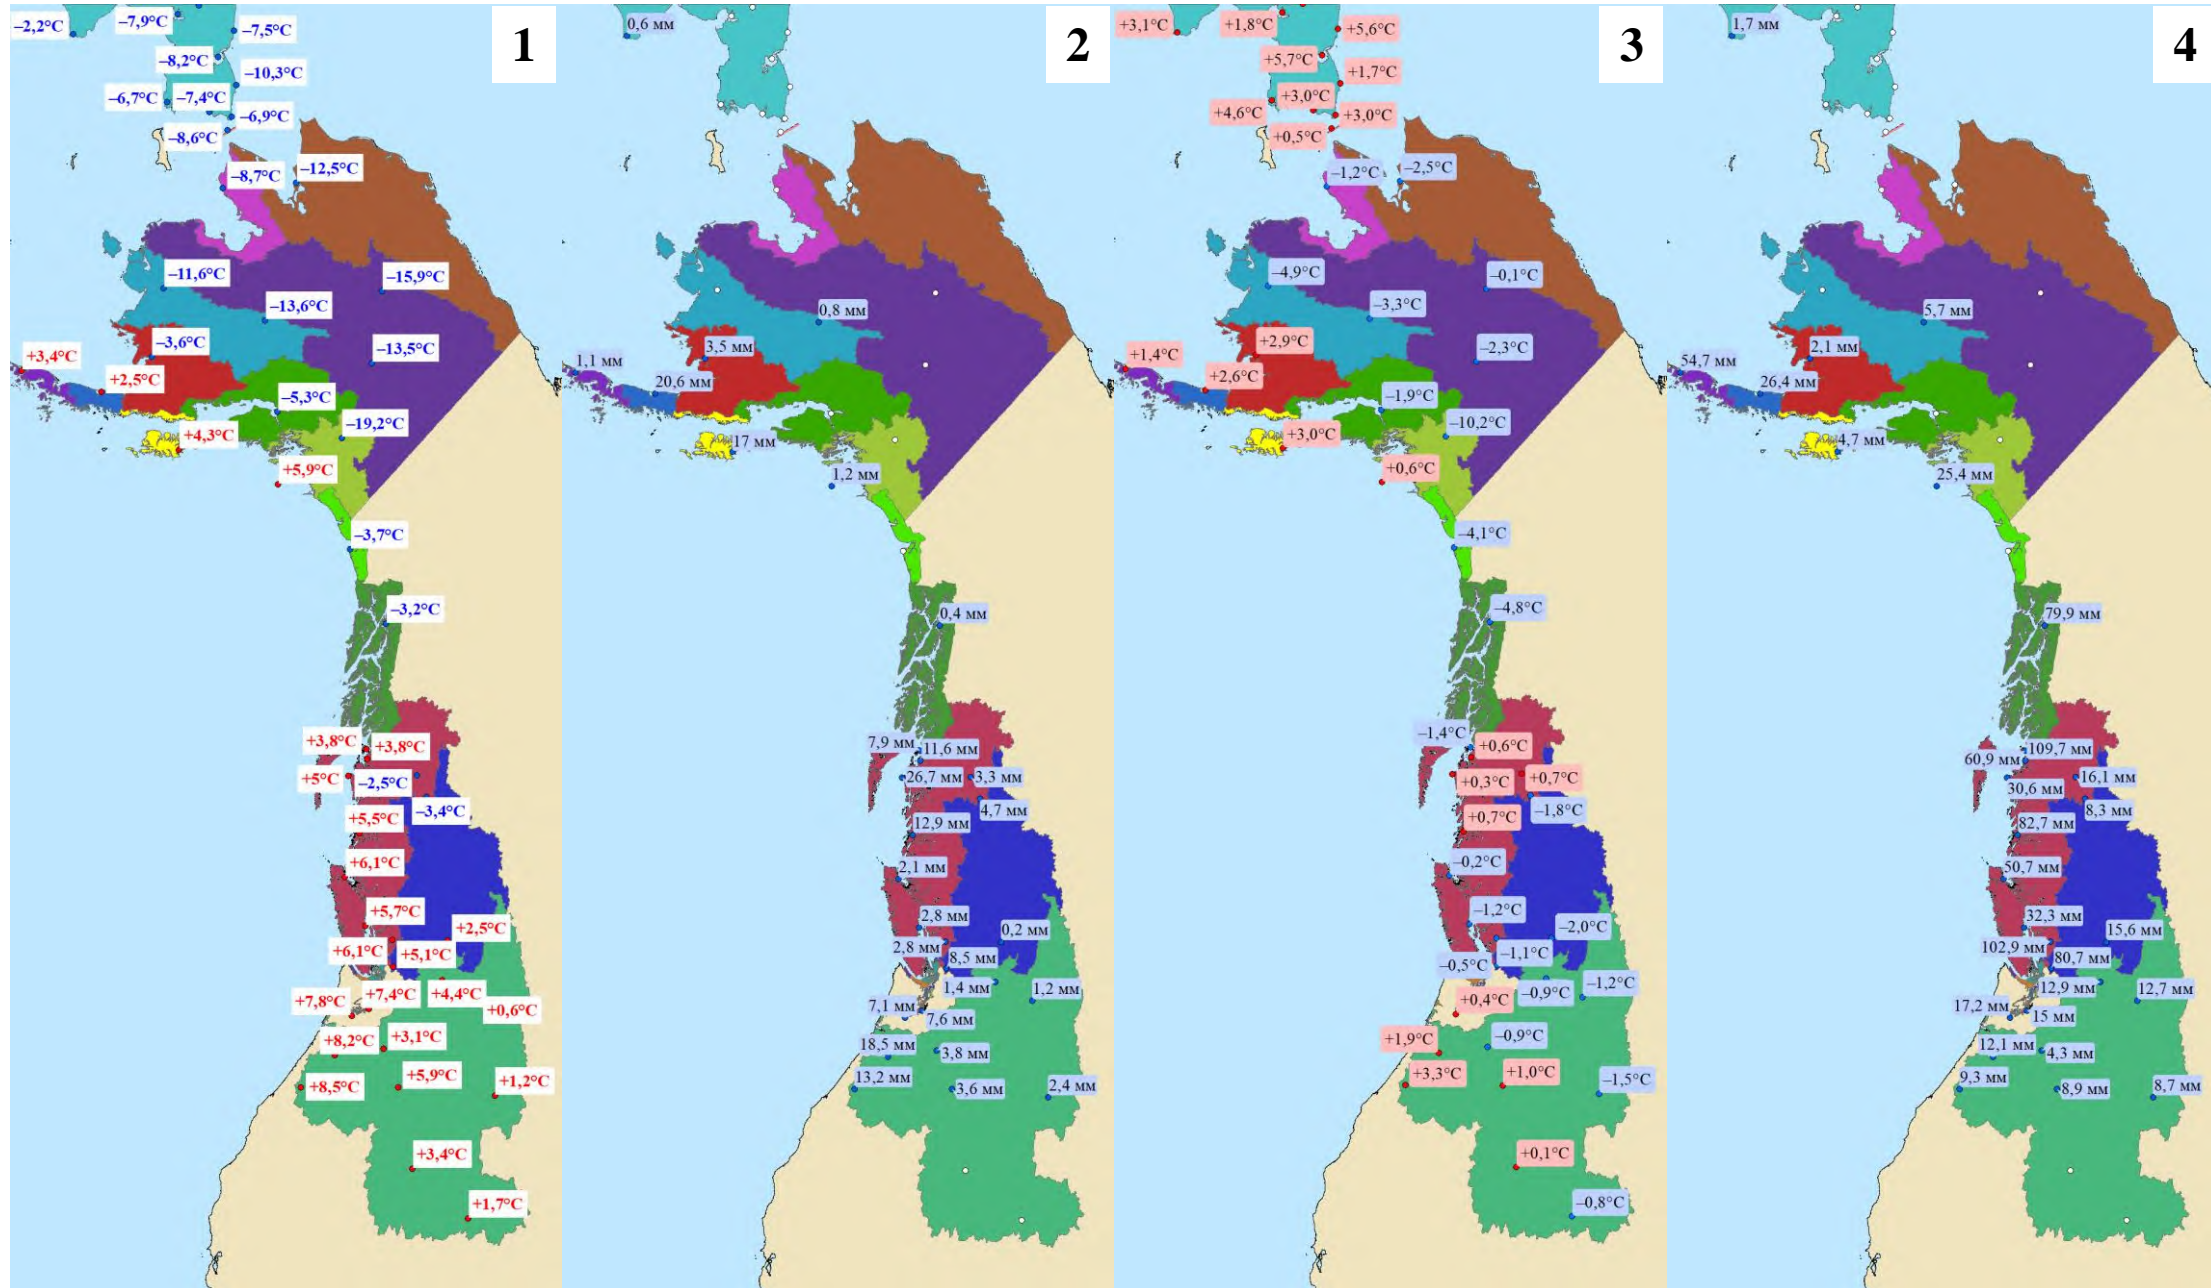 1
–2,2°C
–7,9°C
–7,5°C
–8,2°C
–10,3°C
–6,7°C
–7,4°C
–6,9°C
–8,6°C
–12,5°C
–8,7°C
–11,6°C
–15,9°C
–13,6°C
–3,6°C
–13,5°C
+3,4°C
+2,5°C
–5,3°C
–19,2°C
+4,3°C
+5,9°C
–3,7°C
–3,2°C
+3,8°C
+3,8°C
+5°C
–2,5°C
–3,4°C
+5,5°C
+6,1°C
+5,7°C
+2,5°C
+6,1°C
+5,1°C
+7,8°C
+7,4°C
+4,4°C
+0,6°C
+8,2°C
+3,1°C
+8,5°C
+5,9°C
+1,2°C
+3,4°C
+1,7°C
2
0,6 мм
0,8 мм
3,5 мм
1,1 мм
20,6 мм
17 мм
1,2 мм
0,4 мм
7,9 мм
11,6 мм
26,7 мм
3,3 мм
4,7 мм
12,9 мм
2,1 мм
2,8 мм
0,2 мм
2,8 мм
8,5 мм
1,4 мм
1,2 мм
7,1 мм
7,6 мм
18,5 мм
3,8 мм
13,2 мм
3,6 мм
2,4 мм
3
+3,1°C
+1,8°C
+5,6°C
+5,7°C
+1,7°C
+4,6°C
+3,0°C
+3,0°C
+0,5°C
–1,2°C
–2,5°C
–4,9°C
–0,1°C
–3,3°C
+2,9°C
–2,3°C
+1,4°C
+2,6°C
–1,9°C
–10,2°C
+3,0°C
+0,6°C
–4,1°C
–4,8°C
–1,4°C
+0,6°C
+0,3°C
+0,7°C
–1,8°C
+0,7°C
–0,2°C
–1,2°C
–2,0°C
–1,1°C
–0,5°C
–1,2°C
–0,9°C
+0,4°C
+1,9°C
–0,9°C
+3,3°C
+1,0°C
–1,5°C
+0,1°C
–0,8°C
4
1,7 мм
5,7 мм
2,1 мм
54,7 мм
26,4 мм
4,7 мм
25,4 мм
79,9 мм
109,7 мм
60,9 мм
16,1 мм
30,6 мм
8,3 мм
82,7 мм
50,7 мм
32,3 мм
15,6 мм
102,9 мм
80,7 мм
12,9 мм
12,7 мм
17,2 мм
15 мм
12,1 мм
4,3 мм
9,3 мм
8,9 мм
8,7 мм